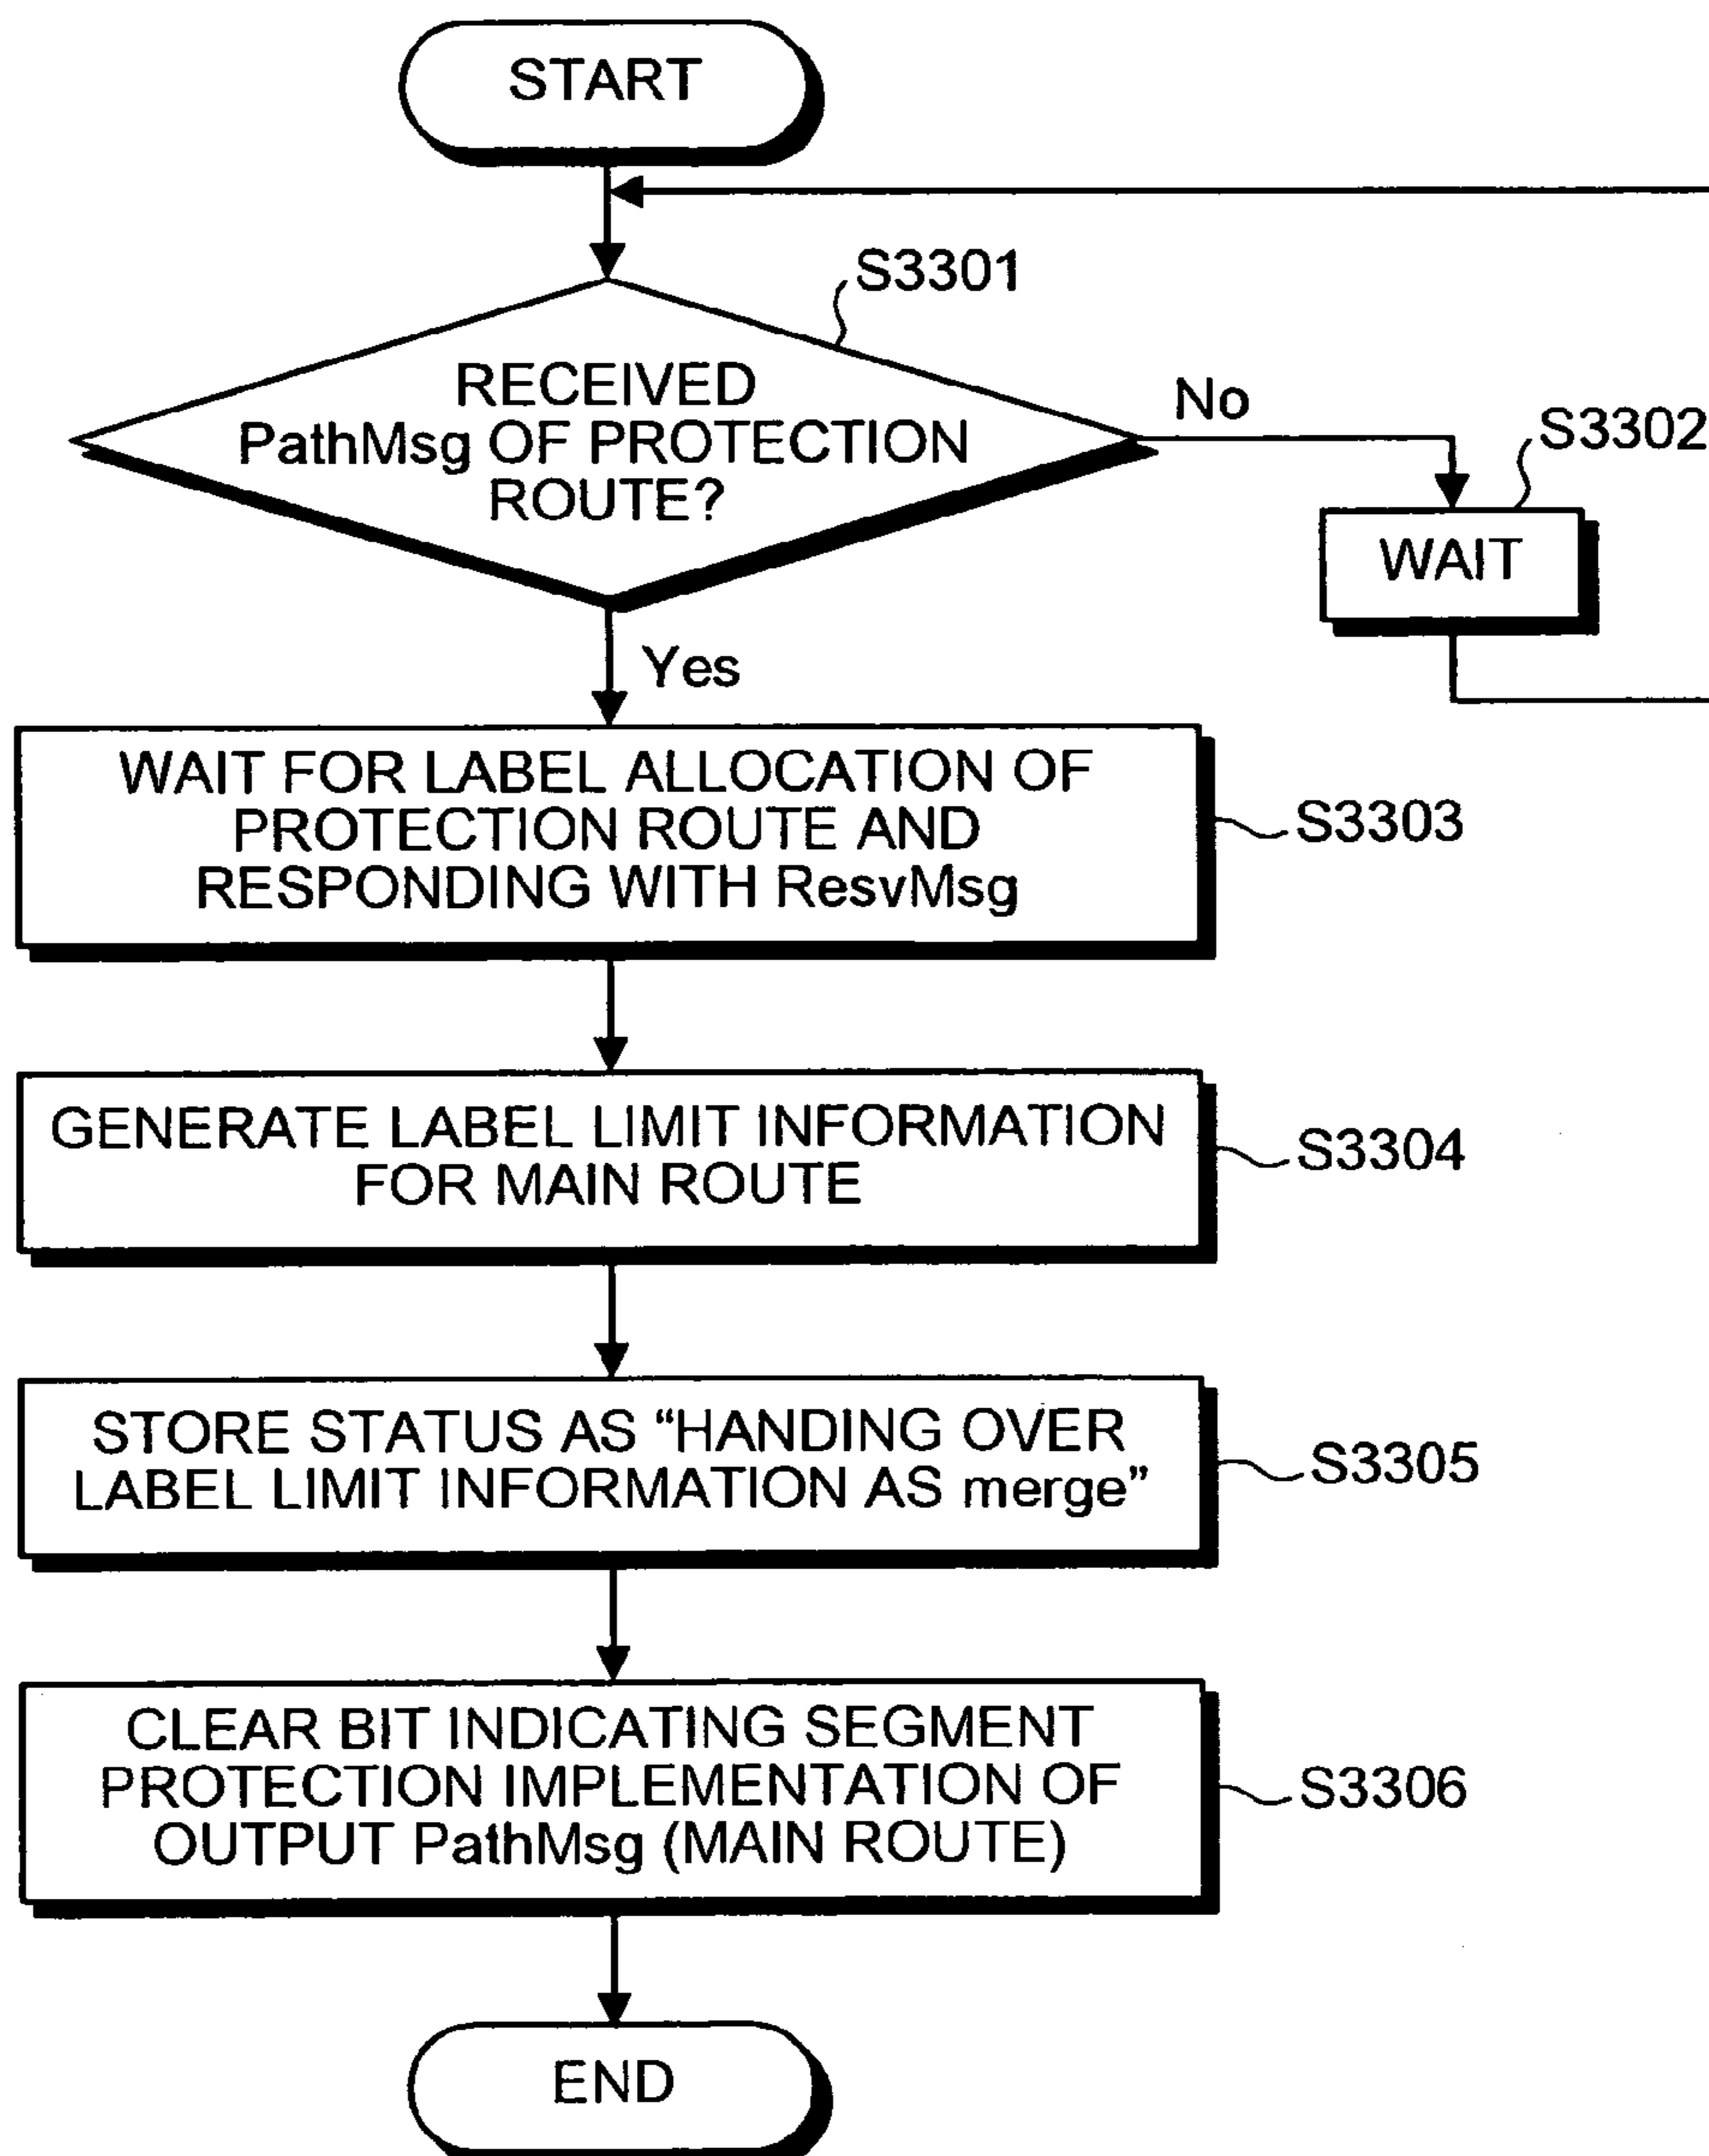 START
S3301
RECEIVED
PathMsg OF PROTECTION
ROUTE?
No
S3302
WAIT
Yes
WAIT FOR LABEL ALLOCATION OF
PROTECTION ROUTE AND
RESPONDING WITH ResvMsg
S3303
GENERATE LABEL LIMIT INFORMATION
FOR MAIN ROUTE
S3304
STORE STATUS AS “HANDING OVER
LABEL LIMIT INFORMATION AS merge”
S3305
CLEAR BIT INDICATING SEGMENT
PROTECTION IMPLEMENTATION OF
OUTPUT PathMsg (MAIN ROUTE)
S3306
END